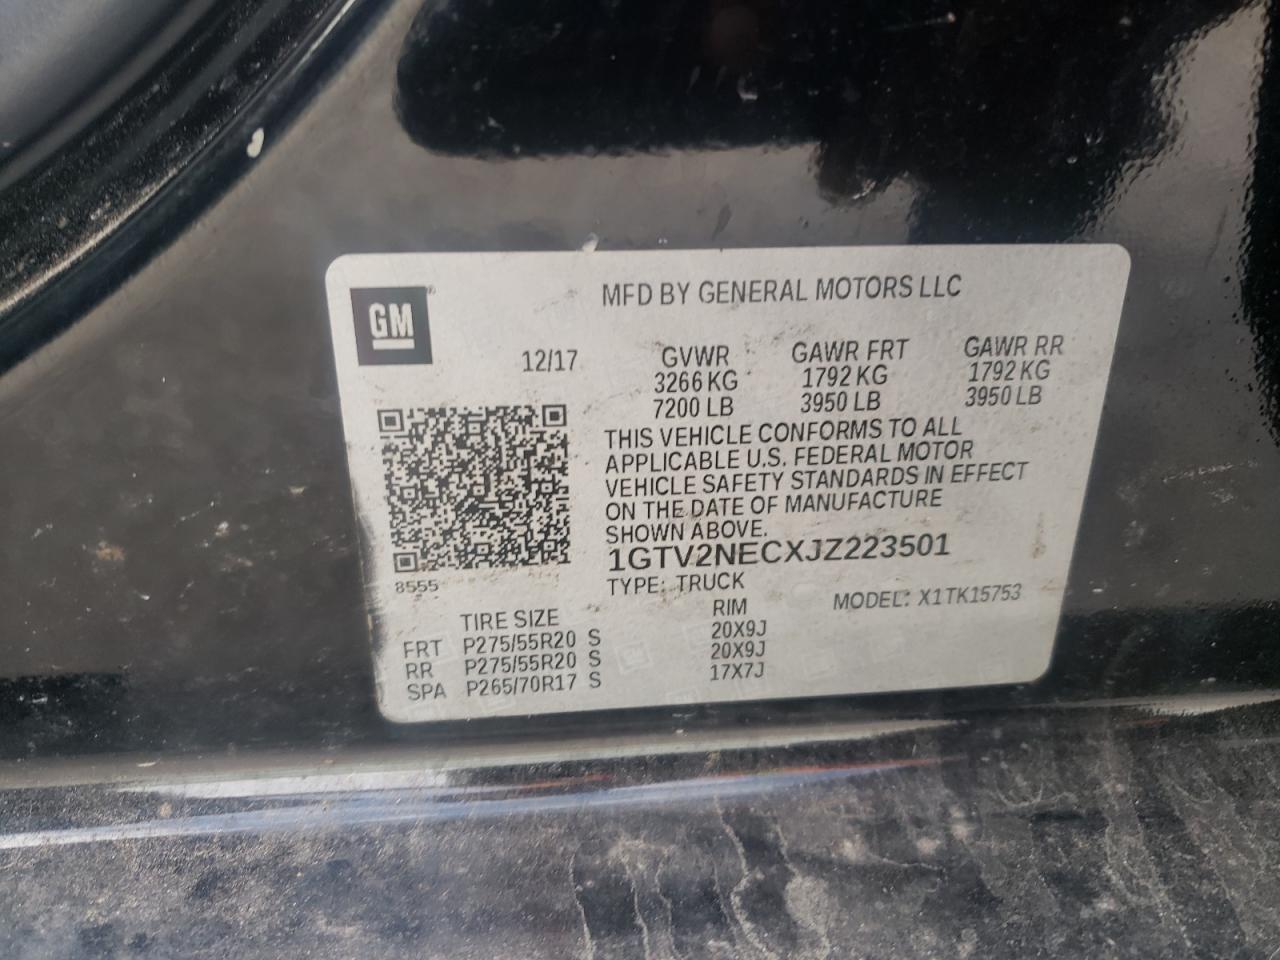 MFD BY GENERAL MOTORS LLC
GM
12/17 GVWR GAWR FRT GAWR RR
3266 KG 1792 KG 1792 KG
7200 LB 3950 LB 3950 LB
THIS VEHICLE CONFORMS TO ALL
APPLICABLE U.S. FEDERAL MOTOR
VEHICLE SAFETY STANDARDS IN EFFECT
ON THE DATE OF MANUFACTURE
SHOWN ABOVE.
1GTV2NECXJZ223501
8555
TYPE: TRUCK MODEL: X1TK15753
TIRE SIZE RIM
FRT P275/55R20 S 20X9J
RR P275/55R20 S 20X9J
SPA P265/70R17 S 17X7J